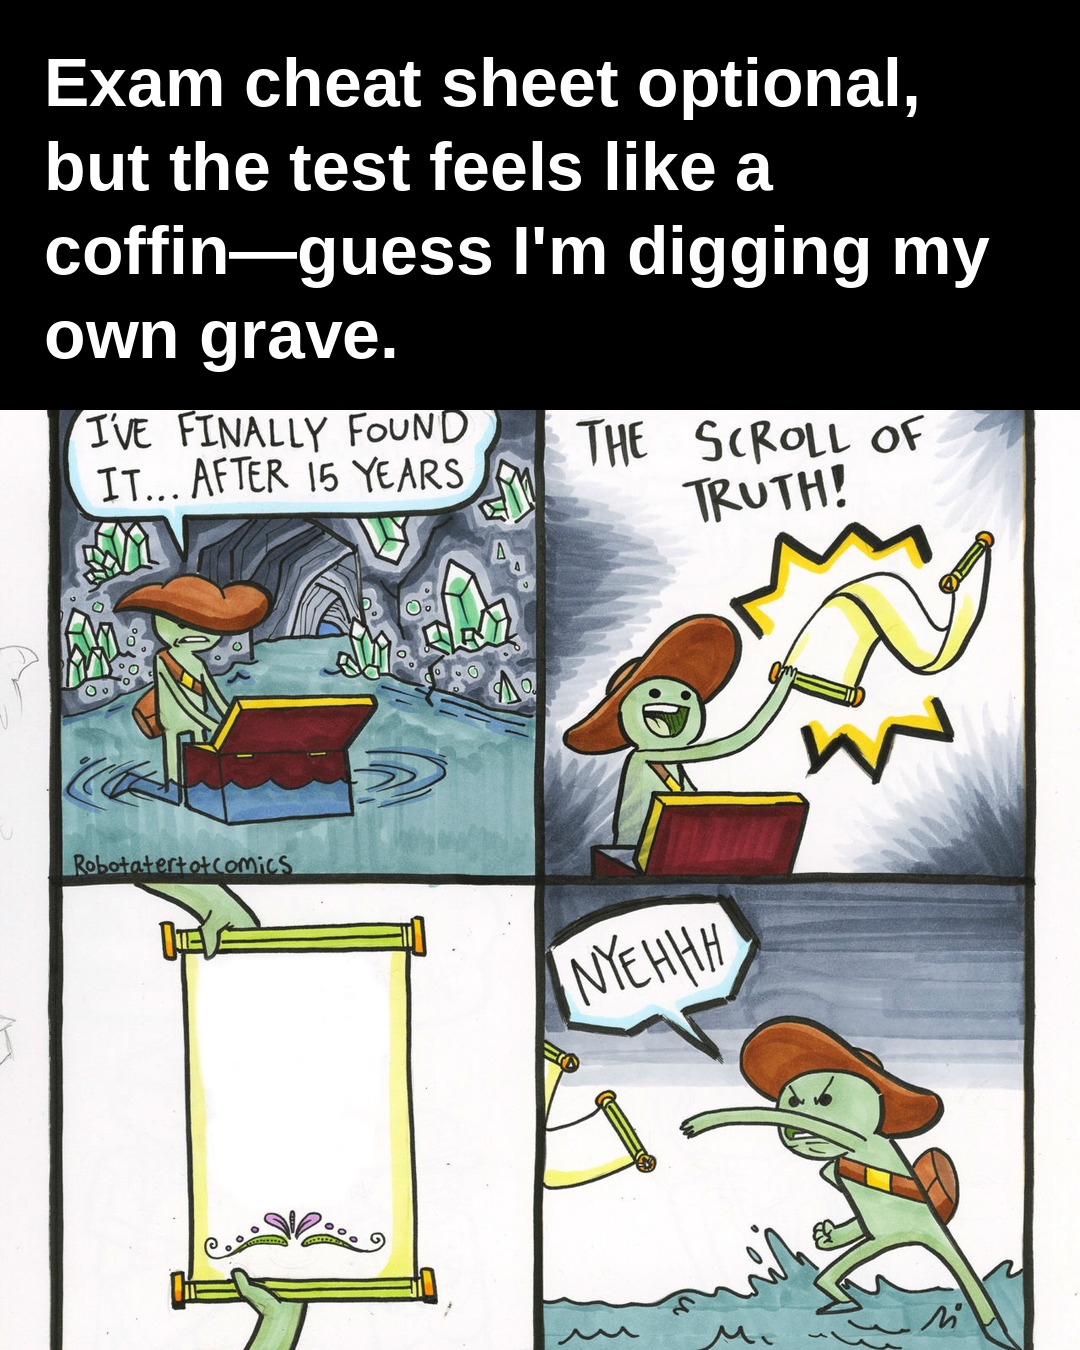 Exam cheat sheet optional,
but the test feels like a
coffin—guess I'm digging my
own grave.
I'VE FINALLY FOUND
IT... AFTER 15 YEARS
THE SCROLL OF
TRUTH!
Robotatertotcomics
NYEHHH